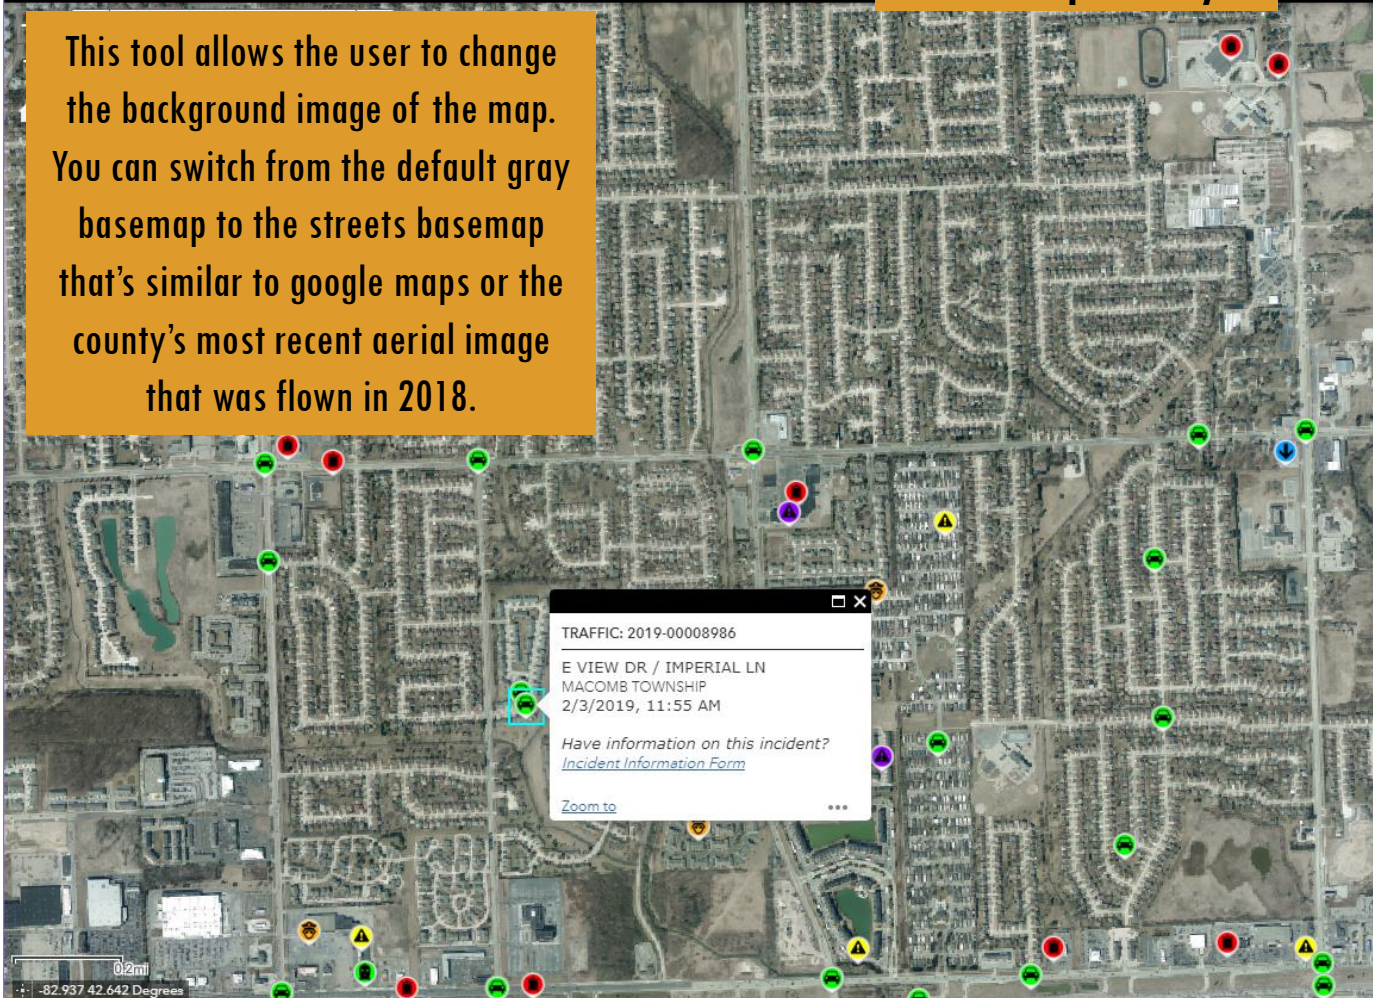 This tool allows the user to change
the background image of the map.
You can switch from the default gray
basemap to the streets basemap
that’s similar to google maps or the
county’s most recent aerial image
that was flown in 2018.
TRAFFIC: 2019-00008986
E VIEW DR / IMPERIAL LN
MACOMB TOWNSHIP
2/3/2019, 11:55 AM
Have information on this incident?
Incident Information Form
Zoom to
0.2mi
-82.937 42.642 Degrees